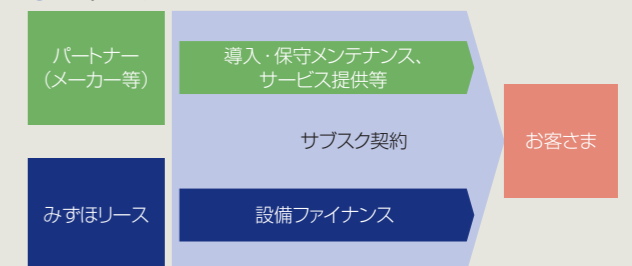 パートナー
(メーカー等)
導入・保守メンテナンス、
サービス提供等
サブスク契約
お客さま
みずほリース
設備ファイナンス